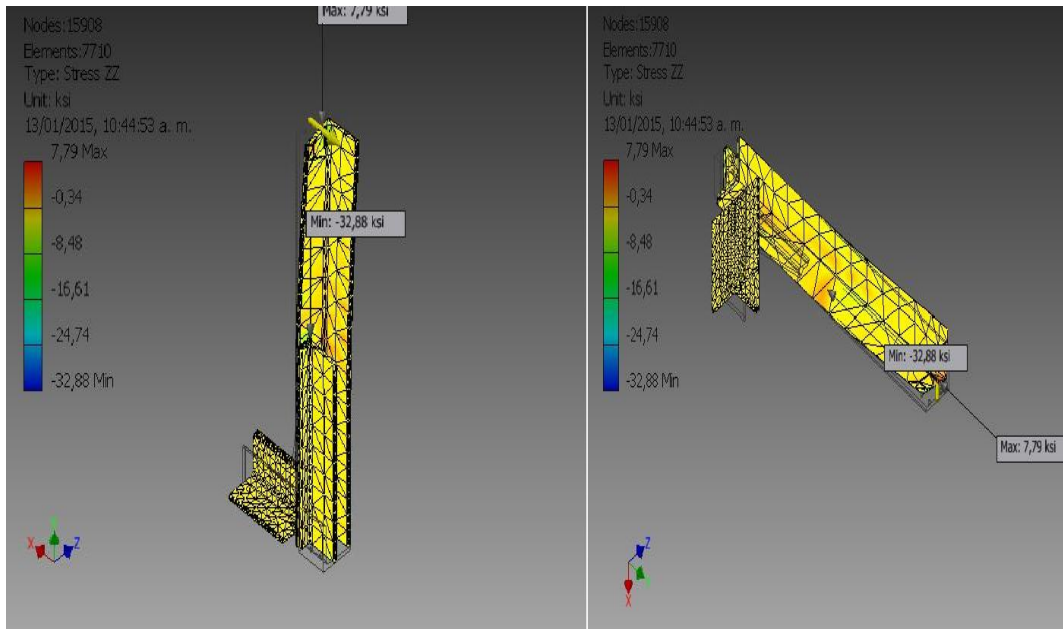 Max: 7,79 ksi
Nodes:15908
Elements:7710
Type: Stress ZZ
Unit: ksi
13/01/2015, 10:44:53 a. m.
7,79 Max
-0,34
-8,48
-16,61
-24,74
-32,88 Min
Min: -32,88 ksi
X
Z
Nodes:15908
Elements:7710
Type: Stress ZZ
Unit: ksi
13/01/2015, 10:44:53 a. m.
7,79 Max
-0,34
-8,48
-16,61
-24,74
-32,88 Min
Min: -32,88 ksi
Max: 7,79 ksi
Z
X